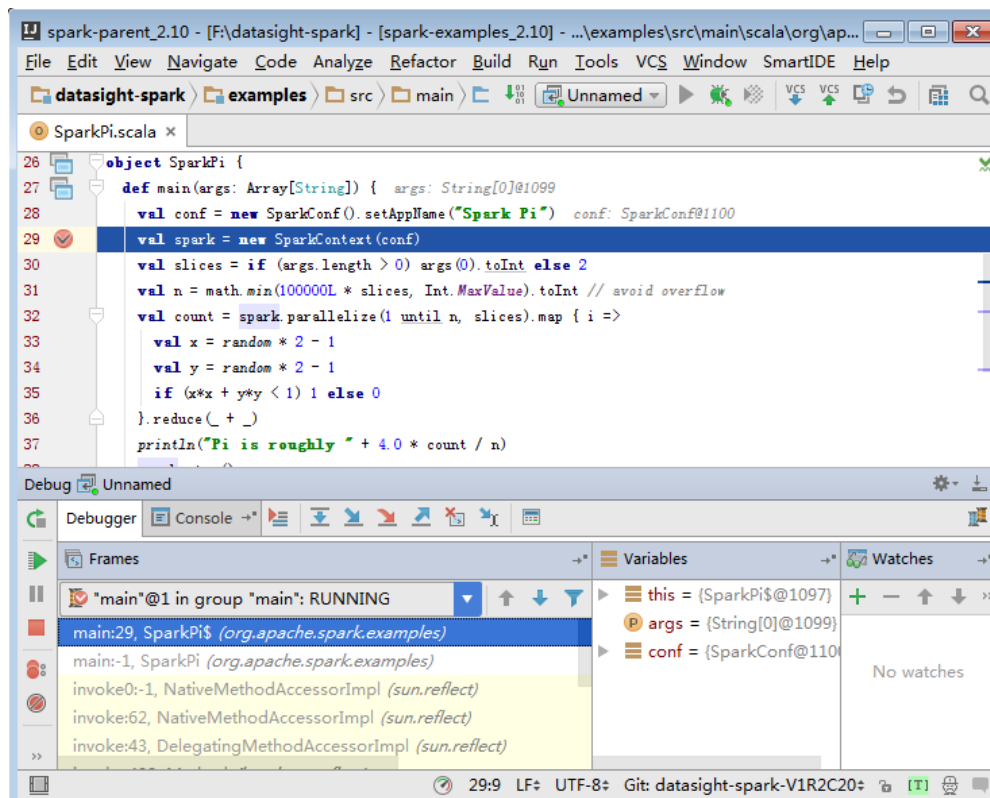 spark-parent_2.10 - [F:\datasight-spark] - [spark-examples_2.10] - ...\examples\src\main\scala\org\ap...
File Edit View Navigate Code Analyze Refactor Build Run Tools VCS Window SmartIDE Help
datasight-spark examples src main Unnamed VCS VCS
SparkPi.scala
26 object SparkPi {
27 def main(args: Array[String]) { args: String[0]@1099
28 val conf = new SparkConf().setAppName("Spark Pi") conf: SparkConf@1100
29 val spark = new SparkContext(conf)
30 val slices = if (args.length > 0) args(0).toInt else 2
31 val n = math.min(100000L * slices, Int.MaxValue).toInt // avoid overflow
32 val count = spark.parallelize(1 until n, slices).map { i =>
33 val x = random * 2 - 1
34 val y = random * 2 - 1
35 if (x*x + y*y < 1) 1 else 0
36 }.reduce(_ + _)
37 println("Pi is roughly " + 4.0 * count / n)
Debug Unnamed
Debugger Console
Frames Variables Watches
"main"@1 in group "main": RUNNING
main:29, SparkPi$ (org.apache.spark.examples)
main:-1, SparkPi (org.apache.spark.examples)
invoke0:-1, NativeMethodAccessorImpl (sun.reflect)
invoke:62, NativeMethodAccessorImpl (sun.reflect)
invoke:43, DelegatingMethodAccessorImpl (sun.reflect)
this = {SparkPi$@1097}
args = {String[0]@1099}
conf = {SparkConf@1100
No watches
29:9 LF UTF-8 Git: datasight-spark-V1R2C20 [T]